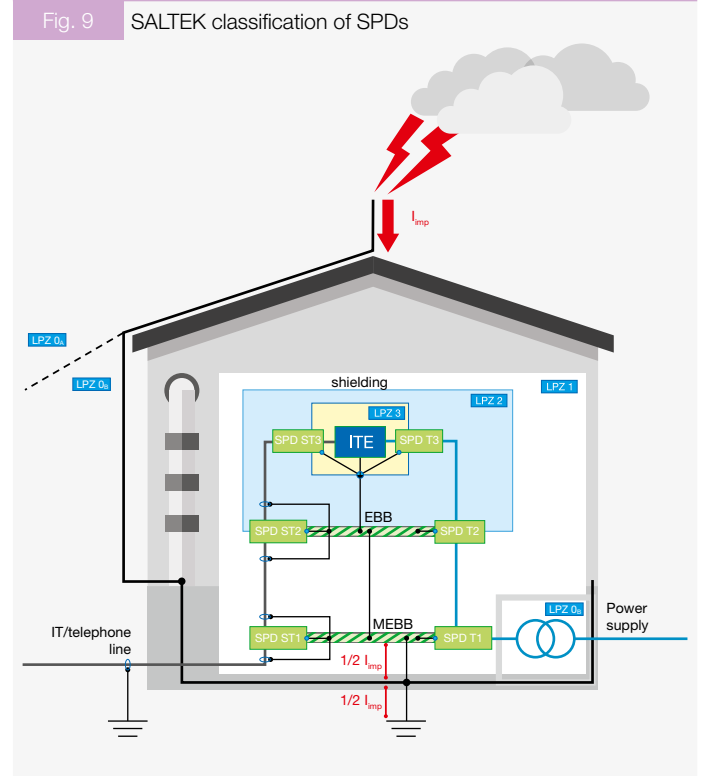 Fig. 9 SALTEK classification of SPDs
Iimp
LPZ 0A
LPZ 0B
shielding
LPZ 1
LPZ 2
LPZ 3
SPD ST3
ITE
SPD T3
EBB
SPD ST2
SPD T2
LPZ 0B
Power
supply
IT/telephone
line
MEBB
SPD ST1
SPD T1
1/2 Iimp
1/2 Iimp